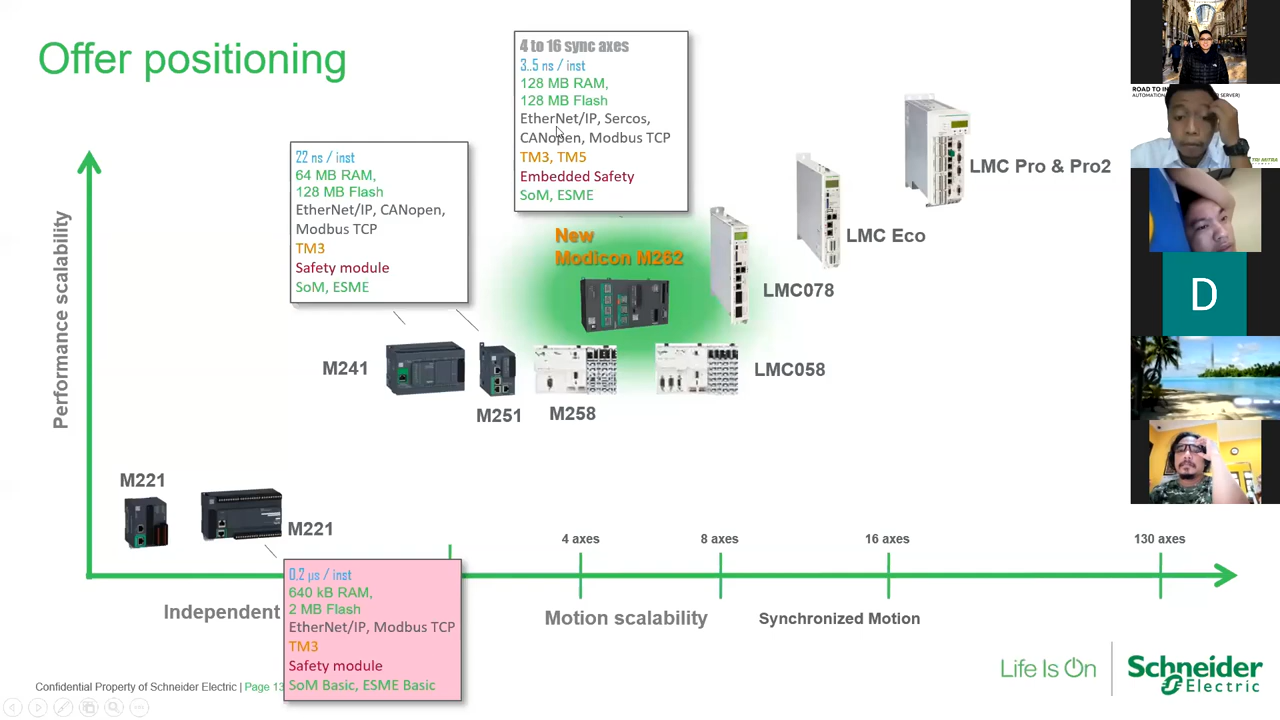 Offer positioning
4 to 16 sync axes
3..5 ns / inst
128 MB RAM,
128 MB Flash
EtherNet/IP, Sercos,
CANopen, Modbus TCP
TM3, TM5
Embedded Safety
SoM, ESME
22 ns / inst
64 MB RAM,
128 MB Flash
EtherNet/IP, CANopen,
Modbus TCP
TM3
Safety module
SoM, ESME
New
Modicon M262
LMC Pro & Pro2
LMC Eco
LMC078
LMC058
M241
M251
M258
M221
M221
Performance scalability
4 axes
8 axes
16 axes
130 axes
0.2 µs / inst
640 kB RAM,
2 MB Flash
EtherNet/IP, Modbus TCP
TM3
Safety module
SoM Basic, ESME Basic
Independent
Motion scalability
Synchronized Motion
Confidential Property of Schneider Electric | Page 13
Life Is On
Schneider
Electric
ROAD TO IN
AUTOMATION
SERVER)
D